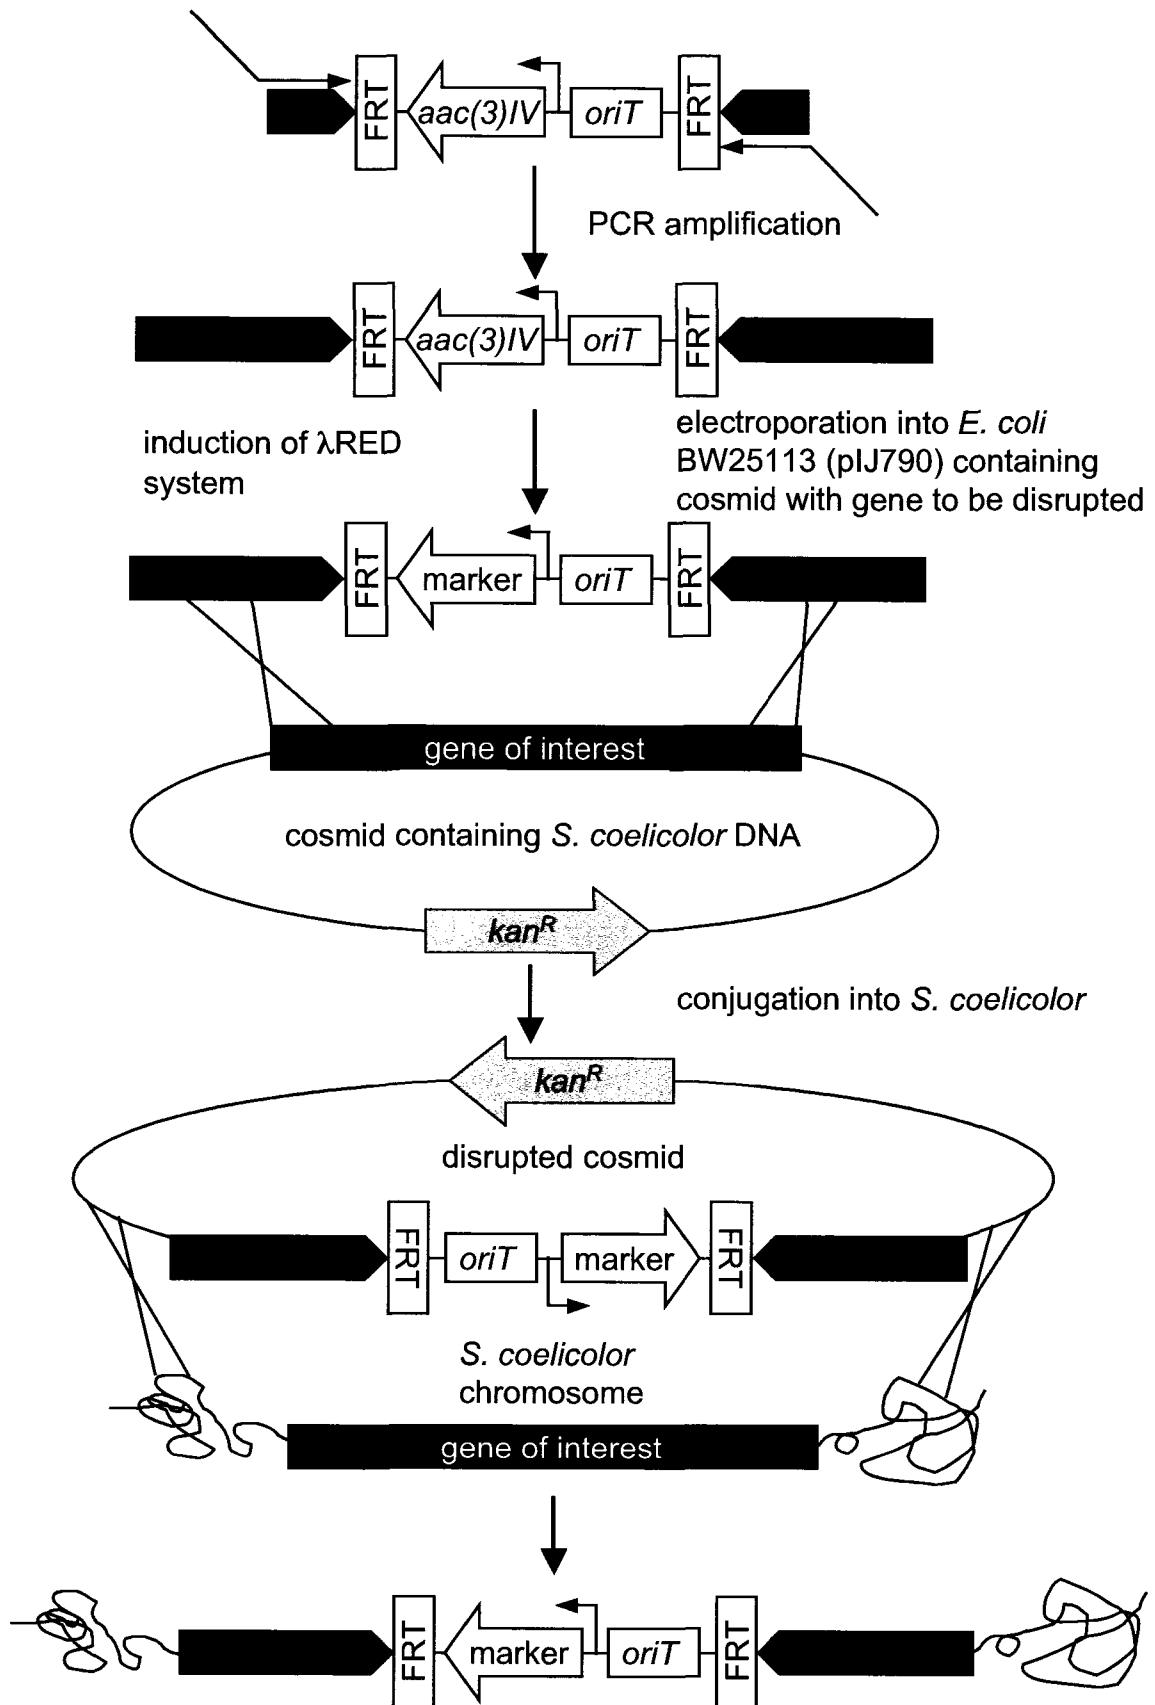 FRT
aac(3)IV
oriT
FRT
PCR amplification
FRT
aac(3)IV
oriT
FRT
induction of λRED
system
electroporation into E. coli
BW25113 (pIJ790) containing
cosmid with gene to be disrupted
FRT
marker
oriT
FRT
gene of interest
cosmid containing S. coelicolor DNA
kanR
conjugation into S. coelicolor
kanR
disrupted cosmid
FRT
oriT
marker
FRT
S. coelicolor
chromosome
gene of interest
FRT
marker
oriT
FRT